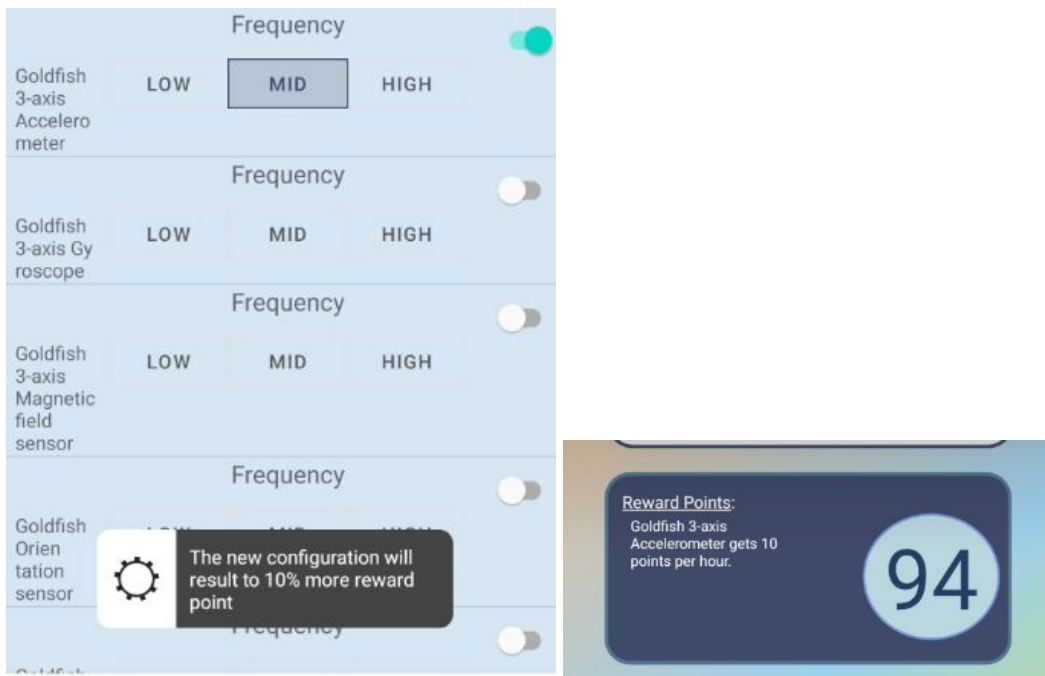 Frequency
Goldfish
3-axis
Accelero
meter
LOW MID HIGH
Frequency
Goldfish
3-axis Gy
roscope
LOW MID HIGH
Frequency
Goldfish
3-axis
Magnetic
field
sensor
LOW MID HIGH
Frequency
Goldfish
Orien
tation
sensor
The new configuration will
result to 10% more reward
point
Frequency
Reward Points:
Goldfish 3-axis
Accelerometer gets 10
points per hour.
94